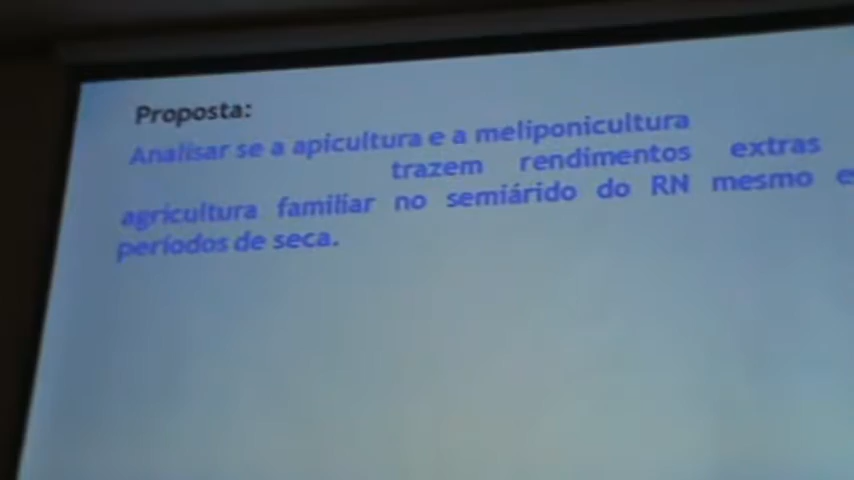 Proposta:
Analisar se a apicultura e a meliponicultura
trazem rendimentos extras
agricultura familiar no semiárido do RN mesmo
períodos de seca.